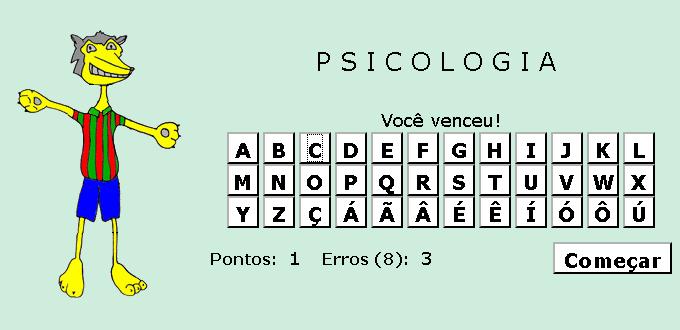 PSICOLOGIA
Você venceu!
A B C D E F G H I J K L
M N O P Q R S T U V W X
Y Z Ç Á Ã Â É Ê Í Ó Ô Ú
Pontos: 1 Erros (8): 3 Começar